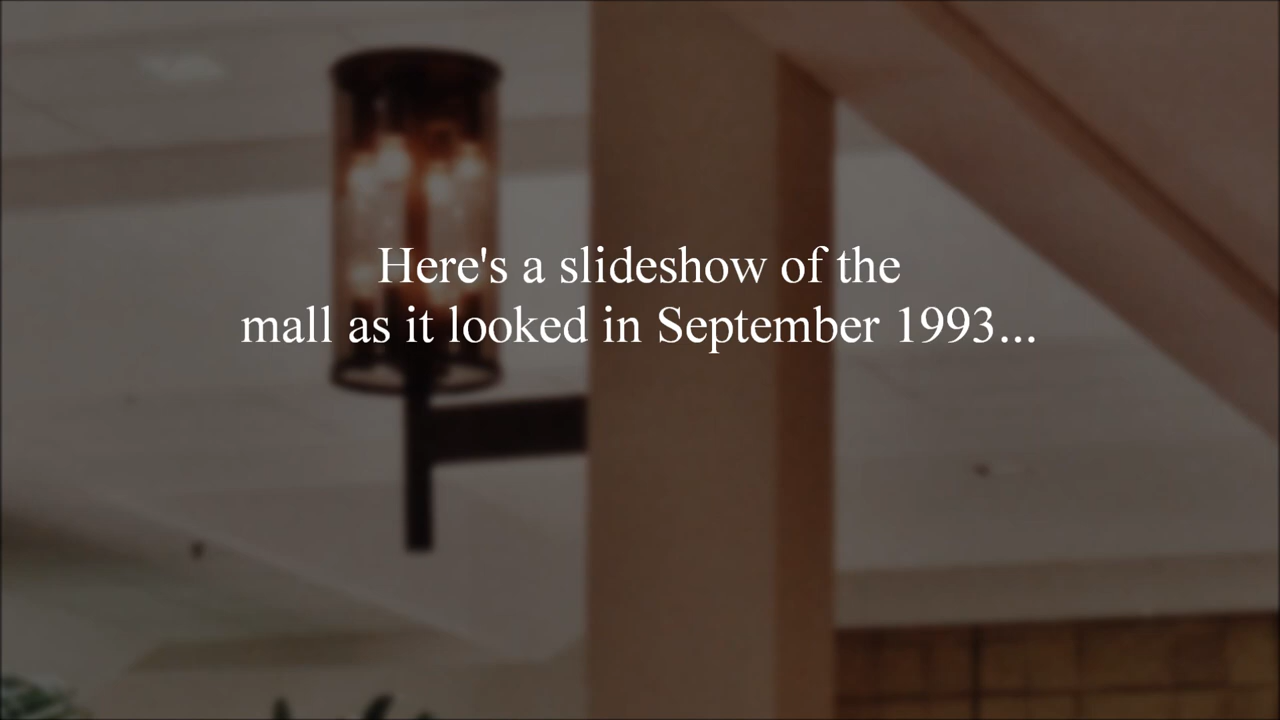 Here's a slideshow of the
mall as it looked in September 1993...